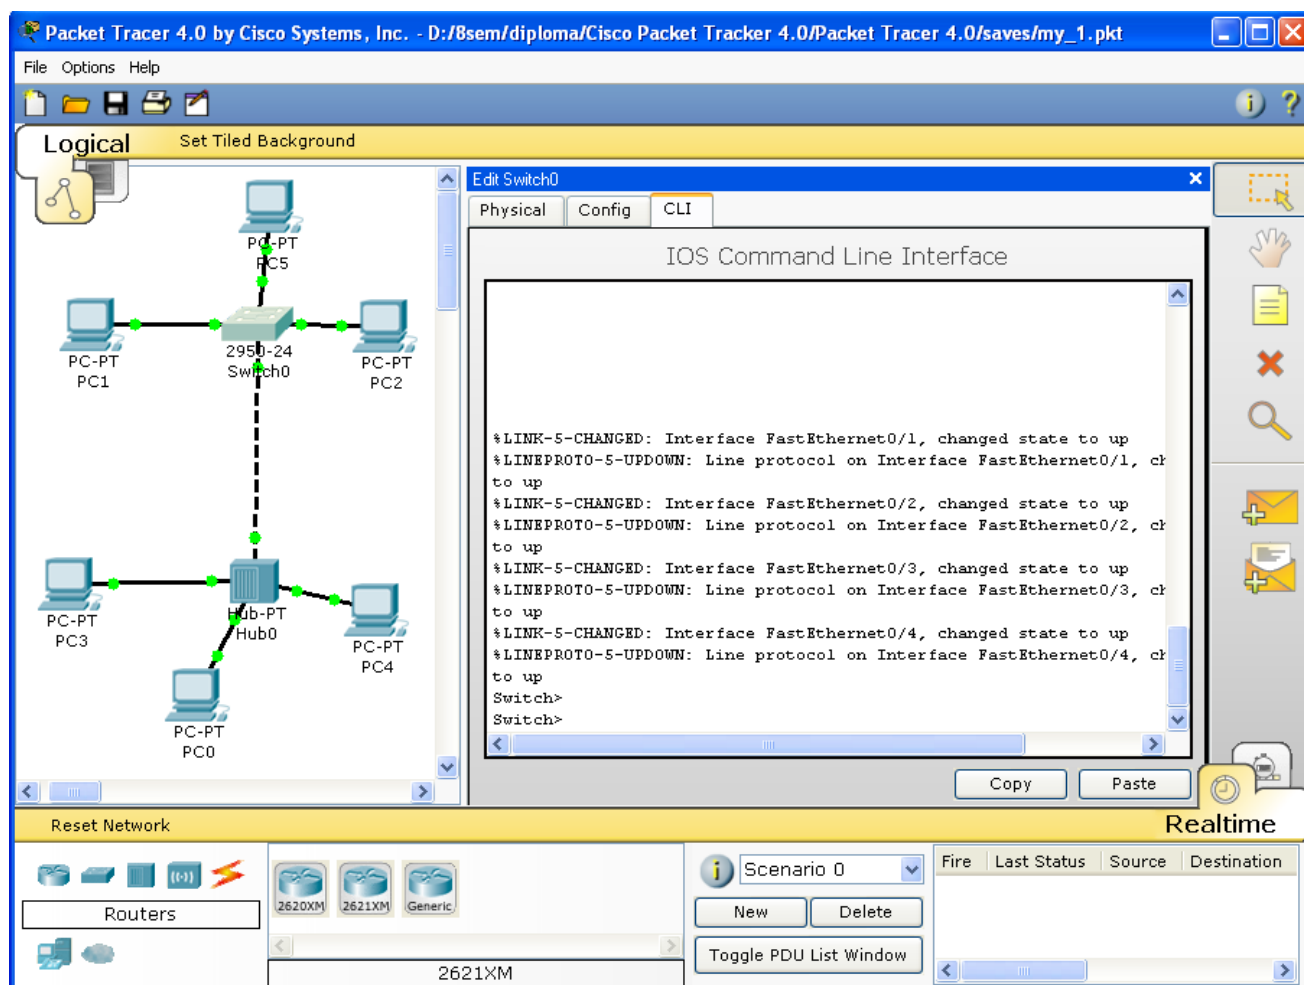 Packet Tracer 4.0 by Cisco Systems, Inc. - D:/8sem/diploma/Cisco Packet Tracker 4.0/Packet Tracer 4.0/saves/my_1.pkt
File Options Help
Logical
Set Tiled Background
PC-PT
PC5
PC-PT
PC1
2950-24
Switch0
PC-PT
PC2
PC-PT
PC3
Hub-PT
Hub0
PC-PT
PC4
PC-PT
PC0
Edit Switch0
Physical Config CLI
IOS Command Line Interface
%LINK-5-CHANGED: Interface FastEthernet0/1, changed state to up
%LINEPROTO-5-UPDOWN: Line protocol on Interface FastEthernet0/1, ch
to up
%LINK-5-CHANGED: Interface FastEthernet0/2, changed state to up
%LINEPROTO-5-UPDOWN: Line protocol on Interface FastEthernet0/2, ch
to up
%LINK-5-CHANGED: Interface FastEthernet0/3, changed state to up
%LINEPROTO-5-UPDOWN: Line protocol on Interface FastEthernet0/3, ch
to up
%LINK-5-CHANGED: Interface FastEthernet0/4, changed state to up
%LINEPROTO-5-UPDOWN: Line protocol on Interface FastEthernet0/4, ch
to up
Switch>
Switch>
Copy Paste
Reset Network
Realtime
Routers
2620XM 2621XM Generic
2621XM
Scenario 0
New Delete
Toggle PDU List Window
Fire Last Status Source Destination